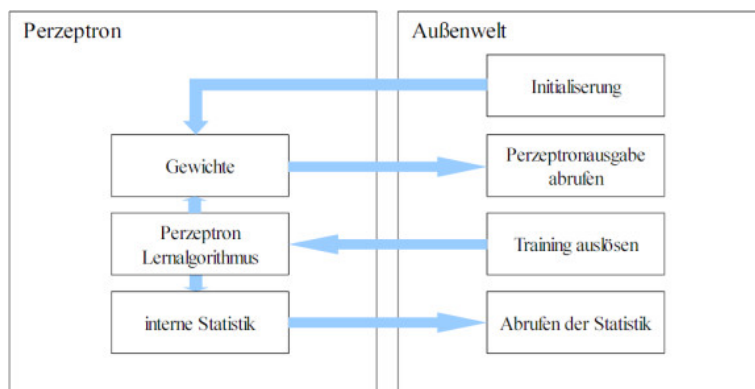 Perzeptron
Außenwelt
Initialiserung
Gewichte
Perzeptronausgabe
abrufen
Perzeptron
Lernalgorithmus
Training auslösen
interne Statistik
Abrufen der Statistik